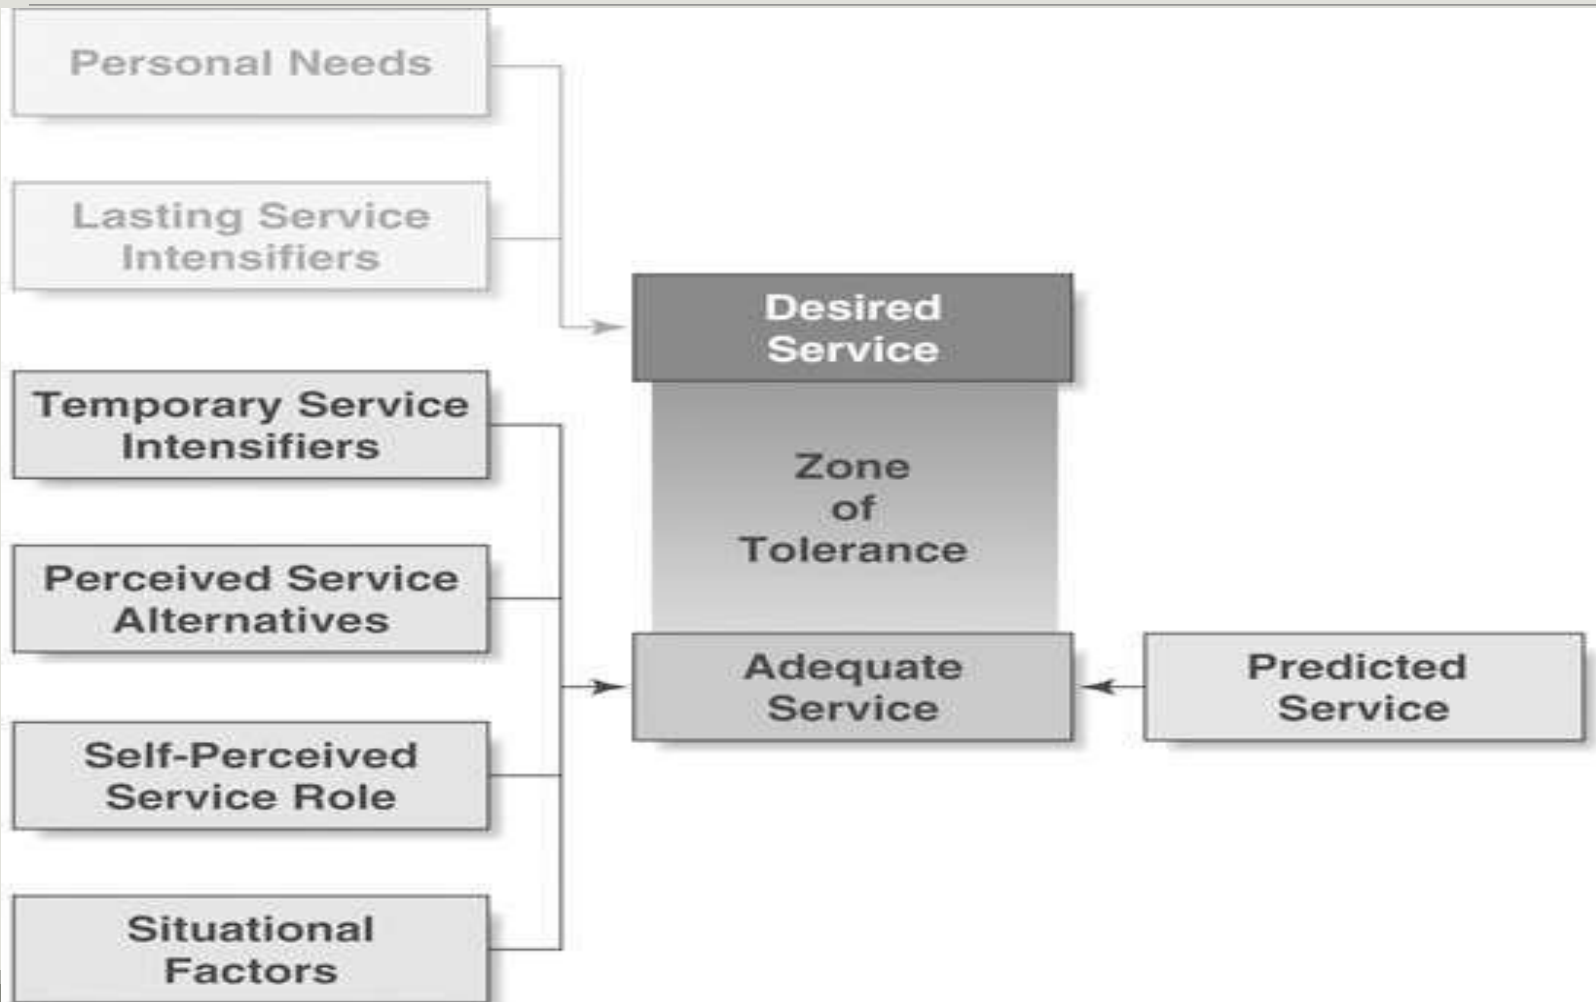 Personal Needs
Lasting Service
Intensifiers
Desired
Service
Temporary Service
Intensifiers
Zone
of
Tolerance
Perceived Service
Alternatives
Adequate
Service
Predicted
Service
Self-Perceived
Service Role
Situational
Factors